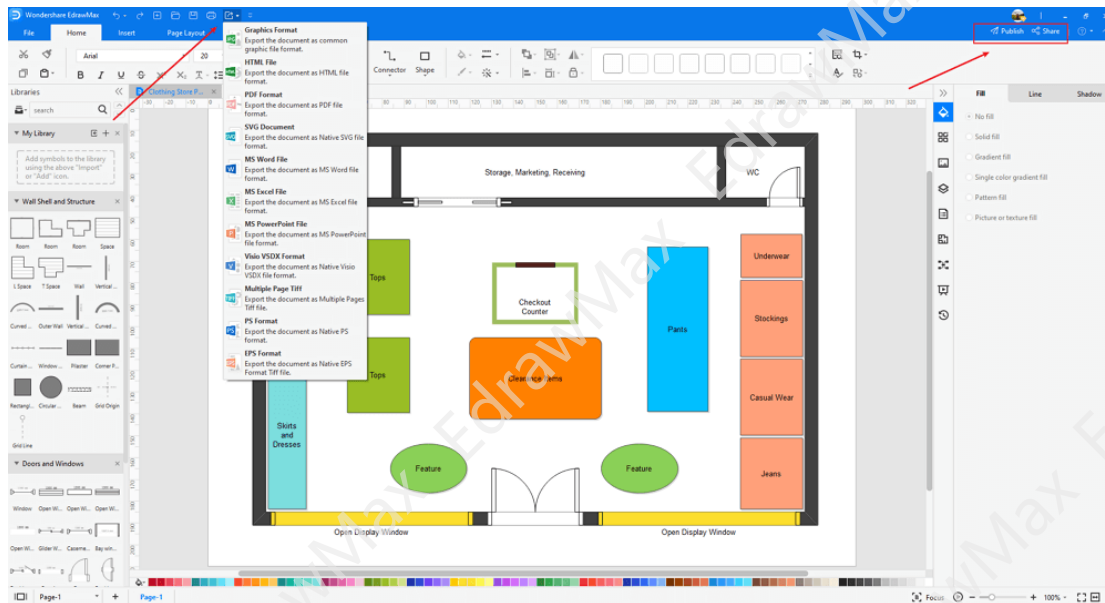 Wondershare EdrawMax
File Home Insert Page Layout
Publish Share
Arial 20
B I U
Connector Shape
Graphics Format
Export the document as common
graphic file format.
HTML File
Export the document as HTML file
format.
PDF Format
Export the document as PDF file
format.
SVG Document
Export the document as Native SVG file
format.
MS Word File
Export the document as MS Word file
format.
MS Excel File
Export the document as MS Excel file
format.
MS PowerPoint File
Export the document as MS PowerPoint
file format.
Visio VSDX Format
Export the document as Native Visio
VSDX file format.
Multiple Page Tiff
Export the document as Multiple Pages
Tiff file.
PS Format
Export the document as Native PS
format.
EPS Format
Export the document as Native EPS
Format Tiff file.
Libraries
Clothing Store P...
search
My Library
Add symbols to the library
using the above "Import"
or "Add" icon.
Wall Shell and Structure
Room Room Room Space
L Space T Space Wall Vertical ...
Curved ... Outer Wall Vertical ... Curved ...
Curtain ... Window ... Pilaster Corner P...
Rectangl... Circular ... Beam Grid Origin
Grid Line
Doors and Windows
Window Open Wi... Open Wi... Open Wi...
Open Wi... Glider W... Caseme... Bay win...
Storage, Marketing, Receiving
WC
Tops
Tops
Checkout
Counter
Clearance Items
Pants
Underwear
Stockings
Casual Wear
Jeans
Skirts
and
Dresses
Feature
Feature
Open Display Window
Open Display Window
Fill Line Shadow
No fill
Solid fill
Gradient fill
Single color gradient fill
Pattern fill
Picture or texture fill
Page-1
Page-1
Focus
100%
EdrawMax EdrawMax